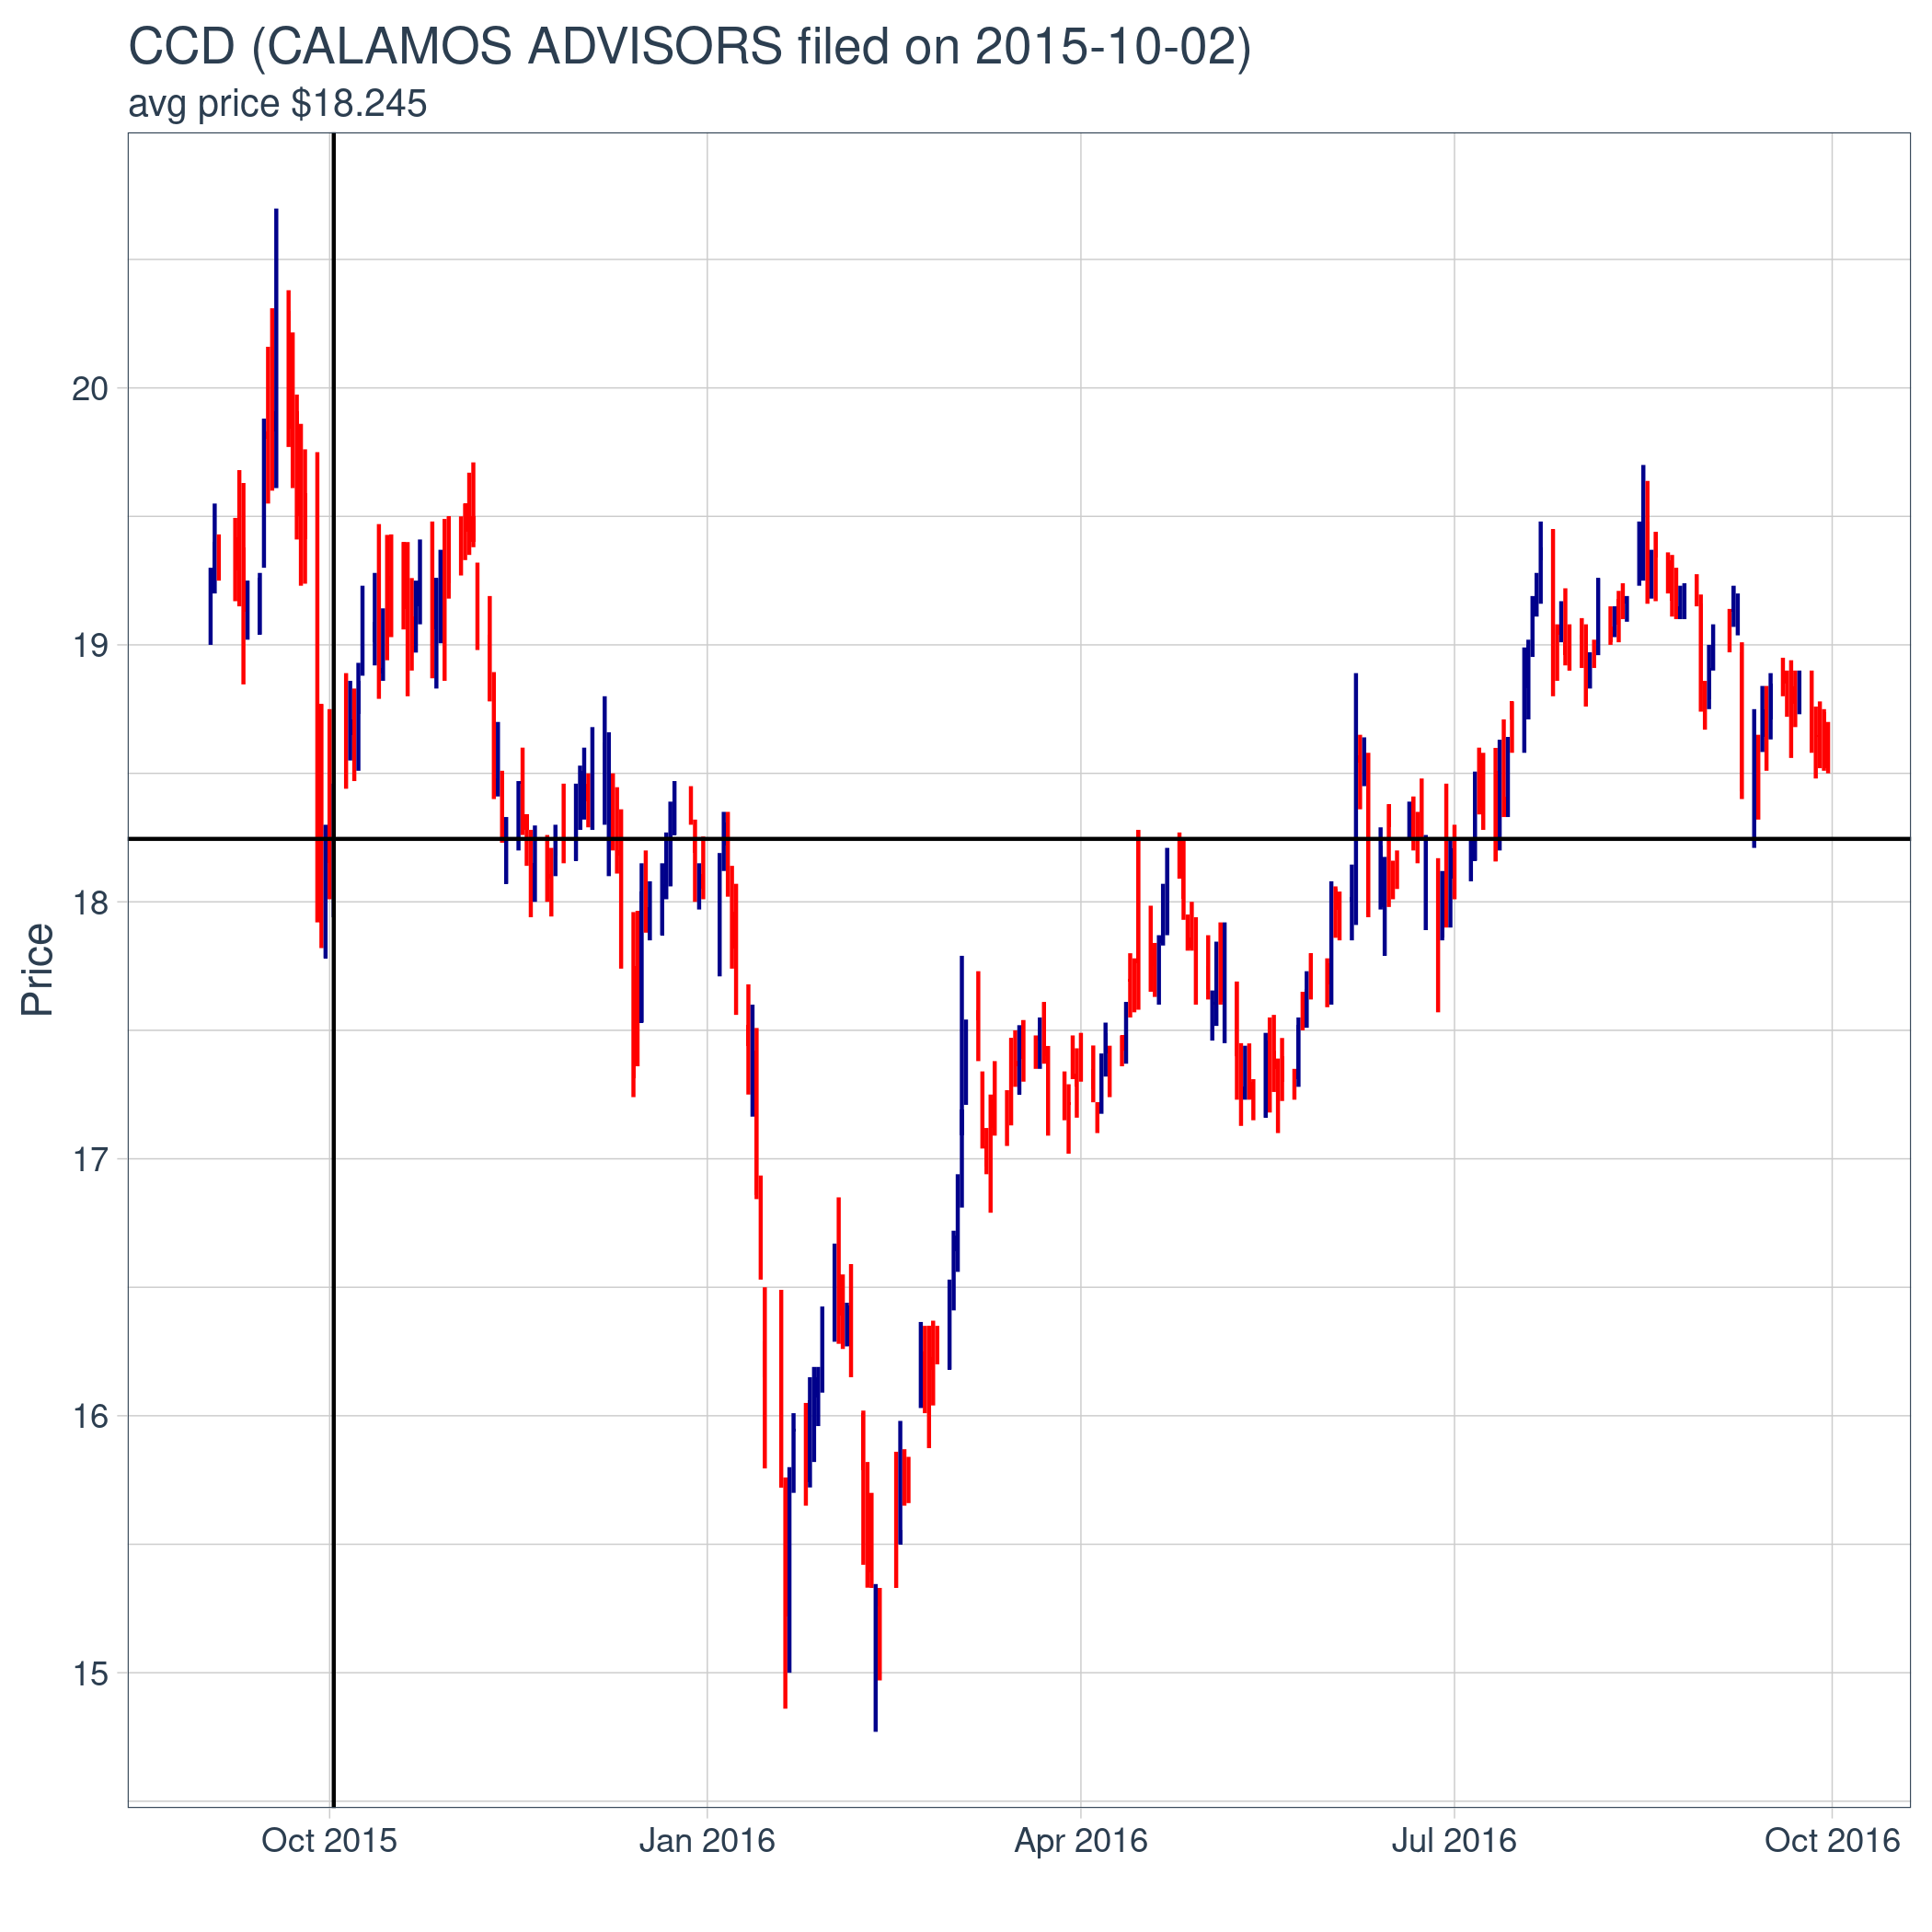 CCD (CALAMOS ADVISORS filed on 2015-10-02)
avg price $18.245
20
19
18
17
16
15
Price
Oct 2015
Jan 2016
Apr 2016
Jul 2016
Oct 2016